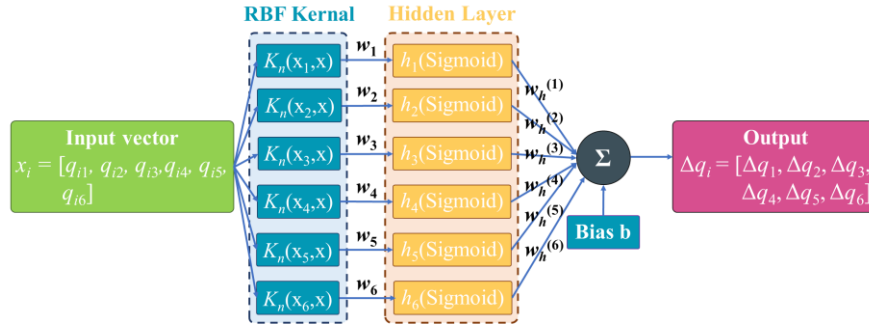 RBF Kernal
Hidden Layer
Input vector
xᵢ = [qᵢ₁, qᵢ₂, qᵢ₃,qᵢ₄, qᵢ₅,
qᵢ₆]
Kₙ(x₁,x)
w₁
h₁(Sigmoid)
wₕ⁽¹⁾
Kₙ(x₂,x)
w₂
h₂(Sigmoid)
wₕ⁽²⁾
Kₙ(x₃,x)
w₃
h₃(Sigmoid)
wₕ⁽³⁾
Kₙ(x₄,x)
w₄
h₄(Sigmoid)
wₕ⁽⁴⁾
Kₙ(x₅,x)
w₅
h₅(Sigmoid)
wₕ⁽⁵⁾
Kₙ(x₆,x)
w₆
h₆(Sigmoid)
wₕ⁽⁶⁾
Σ
Bias b
Output
Δqᵢ = [Δq₁, Δq₂, Δq₃,
Δq₄, Δq₅, Δq₆]